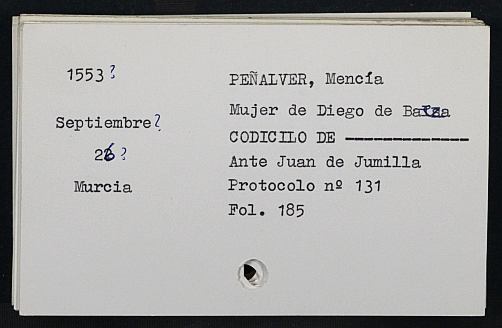 1553?
Septiembre?
26?
Murcia
PEÑALVER, Mencía
Mujer de Diego de
CODICILO DE -------------
Ante Juan de Jumilla
Protocolo nº 131
Fol. 185